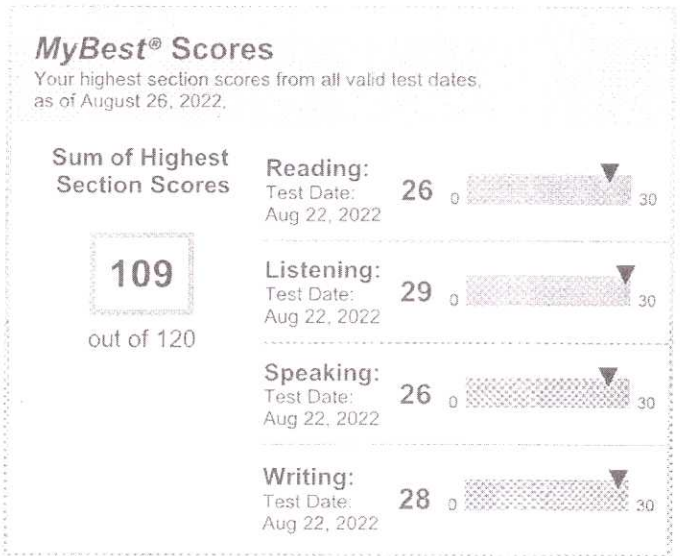 MyBest® Scores
Your highest section scores from all valid test dates,
as of August 26, 2022.
Sum of Highest
Section Scores
109
out of 120
Reading:
Test Date:
Aug 22, 2022
26
0
30
Listening:
Test Date:
Aug 22, 2022
29
0
30
Speaking:
Test Date:
Aug 22, 2022
26
0
30
Writing:
Test Date:
Aug 22, 2022
28
0
30